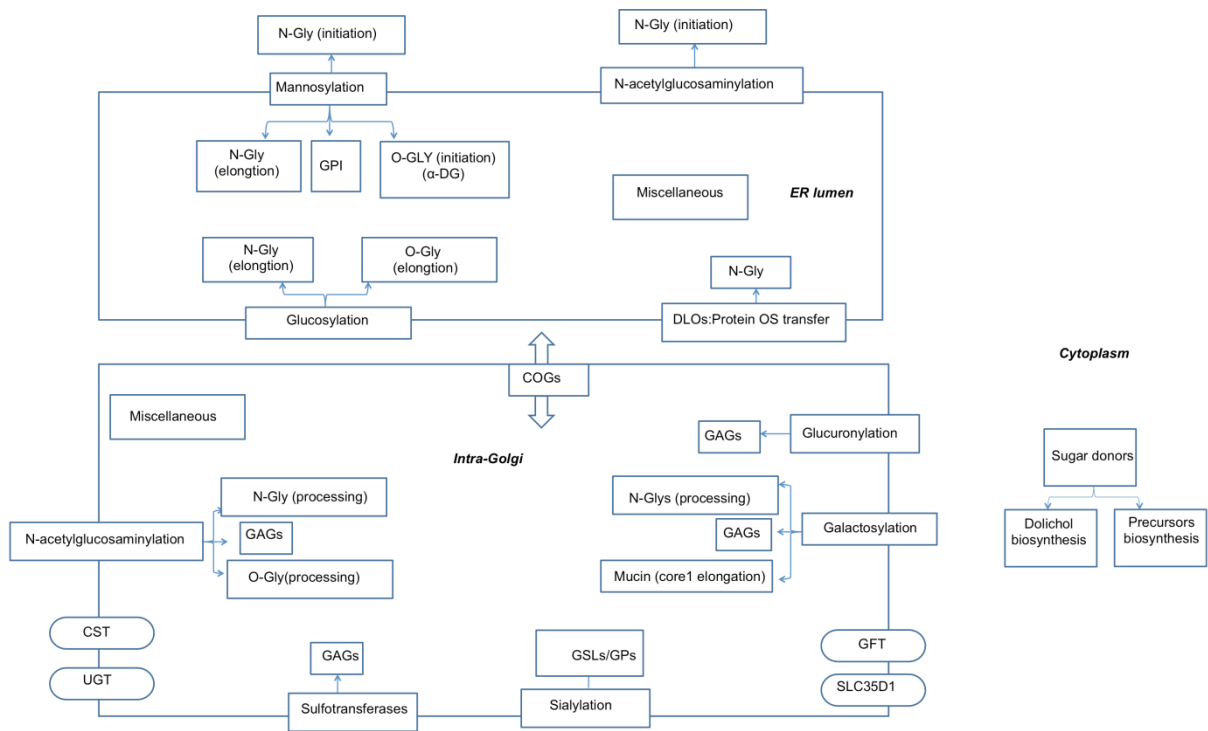 N-Gly (initiation)
N-Gly (initiation)
Mannosylation
N-acetylglucosaminylation
N-Gly
(elongtion)
GPI
O-GLY (initiation)
(α-DG)
Miscellaneous
ER lumen
N-Gly
(elongtion)
O-Gly
(elongtion)
N-Gly
Glucosylation
DLOs:Protein OS transfer
Cytoplasm
COGs
Miscellaneous
GAGs
Glucuronylation
Intra-Golgi
Sugar donors
N-Gly (processing)
N-Glys (processing)
N-acetylglucosaminylation
GAGs
GAGs
Galactosylation
Dolichol
biosynthesis
Precursors
biosynthesis
O-Gly(processing)
Mucin (core1 elongation)
CST
GFT
GAGs
GSLs/GPs
UGT
SLC35D1
Sulfotransferases
Sialylation